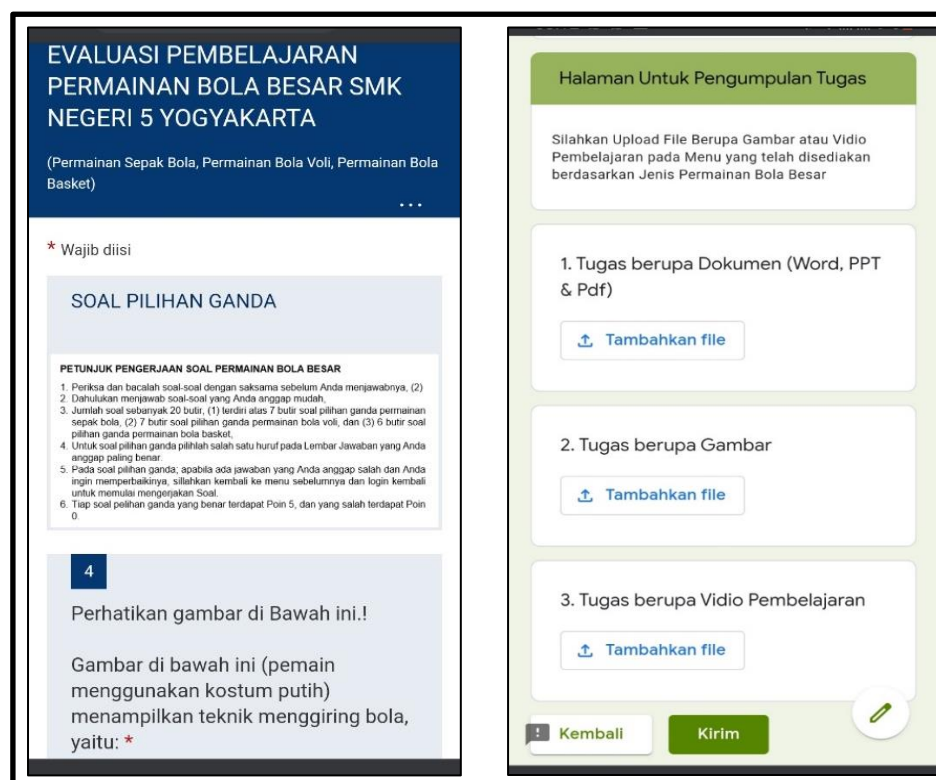 EVALUASI PEMBELAJARAN
PERMAINAN BOLA BESAR SMK
NEGERI 5 YOGYAKARTA
(Permainan Sepak Bola, Permainan Bola Voli, Permainan Bola
Basket)
...
* Wajib diisi
SOAL PILIHAN GANDA
PETUNJUK PENGERJAAN SOAL PERMAINAN BOLA BESAR
1. Periksa dan bacalah soal-soal dengan saksama sebelum Anda menjawabnya, (2)
2. Dahulukan menjawab soal-soal yang Anda anggap mudah,
3. Jumlah soal sebanyak 20 butir, (1) terdiri atas 7 butir soal pilihan ganda permainan
sepak bola, (2) 7 butir soal pilihan ganda permainan bola voli, dan (3) 6 butir soal
pilihan ganda permainan bola basket,
4. Untuk soal pilihan ganda pilihlah salah satu huruf pada Lembar Jawaban yang Anda
anggap paling benar.
5. Pada soal pilihan ganda; apabila ada jawaban yang Anda anggap salah dan Anda
ingin memperbaikinya, sillahkan kembali ke menu sebelumnya dan login kembali
untuk memulai mengerjakan Soal.
6. Tiap soal pelihan ganda yang benar terdapat Poin 5, dan yang salah terdapat Poin
0
4
Perhatikan gambar di Bawah ini.!
Gambar di bawah ini (pemain
menggunakan kostum putih)
menampilkan teknik menggiring bola,
yaitu: *
Halaman Untuk Pengumpulan Tugas
Silahkan Upload File Berupa Gambar atau Vidio
Pembelajaran pada Menu yang telah disediakan
berdasarkan Jenis Permainan Bola Besar
1. Tugas berupa Dokumen (Word, PPT
& Pdf)
Tambahkan file
2. Tugas berupa Gambar
Tambahkan file
3. Tugas berupa Vidio Pembelajaran
Tambahkan file
Kembali
Kirim